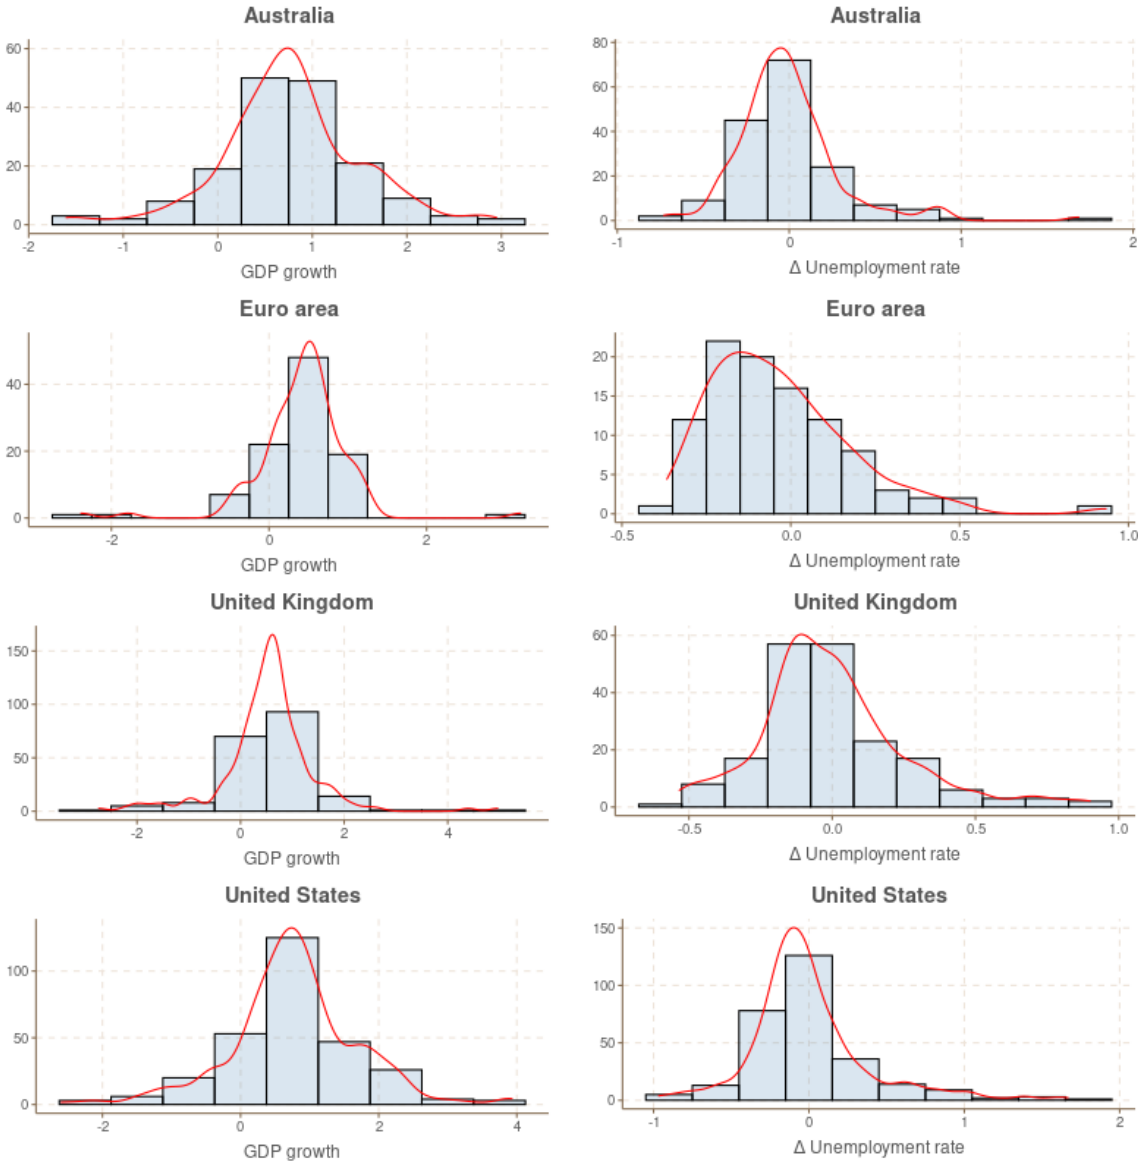 Australia
60
40
20
0
-2 -1 0 1 2 3
GDP growth
Australia
80
60
40
20
0
-1 0 1 2
Δ Unemployment rate
Euro area
40
20
0
-2 0 2
GDP growth
Euro area
20
15
10
5
0
-0.5 0.0 0.5 1.0
Δ Unemployment rate
United Kingdom
150
100
50
0
-2 0 2 4
GDP growth
United Kingdom
60
40
20
0
-0.5 0.0 0.5 1.0
Δ Unemployment rate
United States
100
50
0
-2 0 2 4
GDP growth
United States
150
100
50
0
-1 0 1 2
Δ Unemployment rate